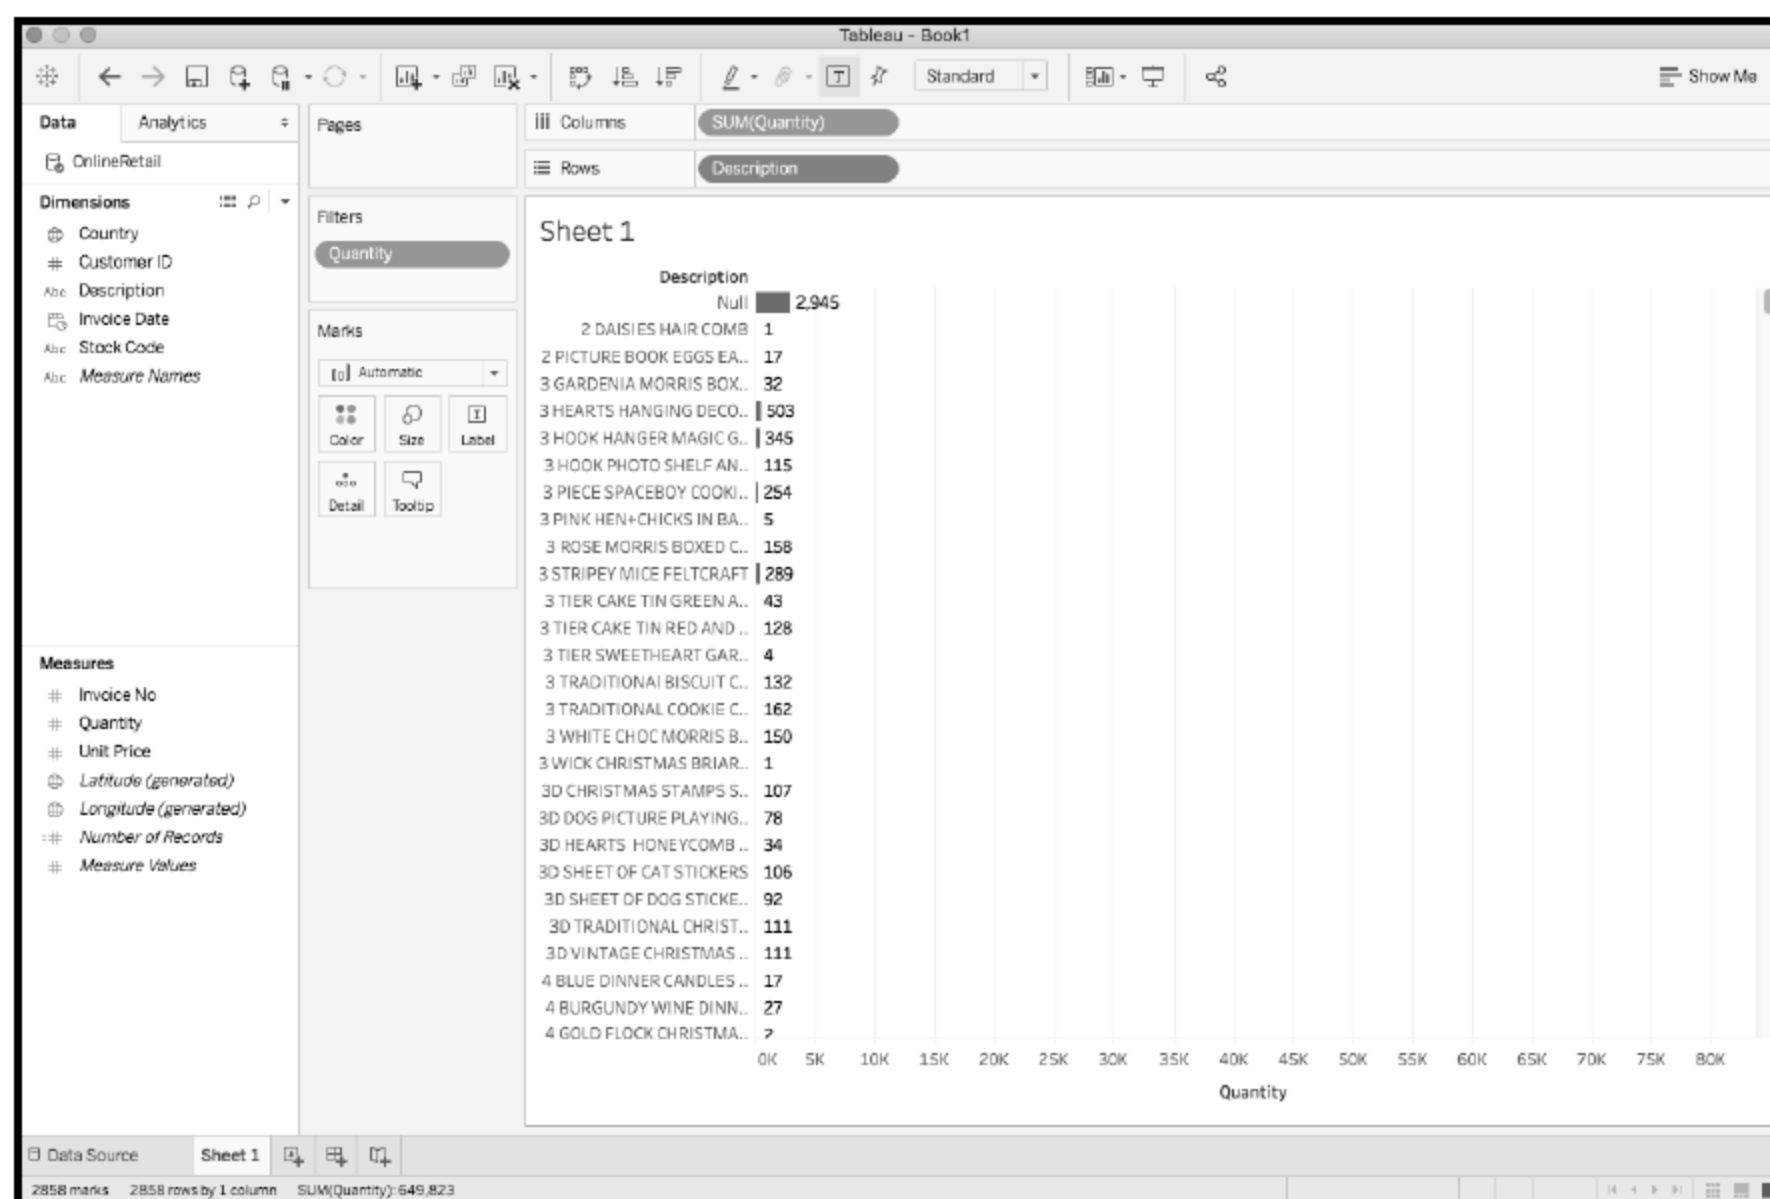 Tableau - Book1
Standard
Show Me
Data
Analytics
OnlineRetail
Dimensions
Country
Customer ID
Abc Description
Invoice Date
Abc Stock Code
Abc Measure Names
Measures
Invoice No
Quantity
Unit Price
Latitude (generated)
Longitude (generated)
Number of Records
Measure Values
Pages
Filters
Quantity
Marks
Automatic
Color Size Label
Detail Tooltip
Columns SUM(Quantity)
Rows Description
Sheet 1
Description
Null 2,945
2 DAISIES HAIR COMB 1
2 PICTURE BOOK EGGS EA.. 17
3 GARDENIA MORRIS BOX.. 32
3 HEARTS HANGING DECO.. 503
3 HOOK HANGER MAGIC G.. 345
3 HOOK PHOTO SHELF AN.. 115
3 PIECE SPACEBOY COOKI.. 254
3 PINK HEN+CHICKS IN BA.. 5
3 ROSE MORRIS BOXED C.. 158
3 STRIPEY MICE FELTCRAFT 289
3 TIER CAKE TIN GREEN A.. 43
3 TIER CAKE TIN RED AND .. 128
3 TIER SWEETHEART GAR.. 4
3 TRADITIONAl BISCUIT C.. 132
3 TRADITIONAL COOKIE C.. 162
3 WHITE CHOC MORRIS B.. 150
3 WICK CHRISTMAS BRIAR.. 1
3D CHRISTMAS STAMPS S.. 107
3D DOG PICTURE PLAYING.. 78
3D HEARTS HONEYCOMB .. 34
3D SHEET OF CAT STICKERS 106
3D SHEET OF DOG STICKE.. 92
3D TRADITIONAL CHRIST.. 111
3D VINTAGE CHRISTMAS .. 111
4 BLUE DINNER CANDLES .. 17
4 BURGUNDY WINE DINN.. 27
4 GOLD FLOCK CHRISTMA.. 2
0K 5K 10K 15K 20K 25K 30K 35K 40K 45K 50K 55K 60K 65K 70K 75K 80K
Quantity
Data Source
Sheet 1
2858 marks 2858 rows by 1 column SUM(Quantity): 649,823